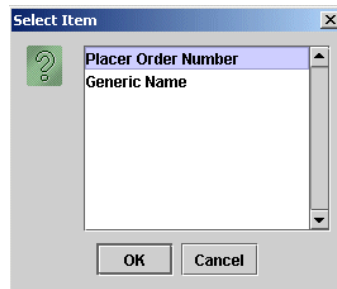 Select Item
Placer Order Number
Generic Name
OK
Cancel